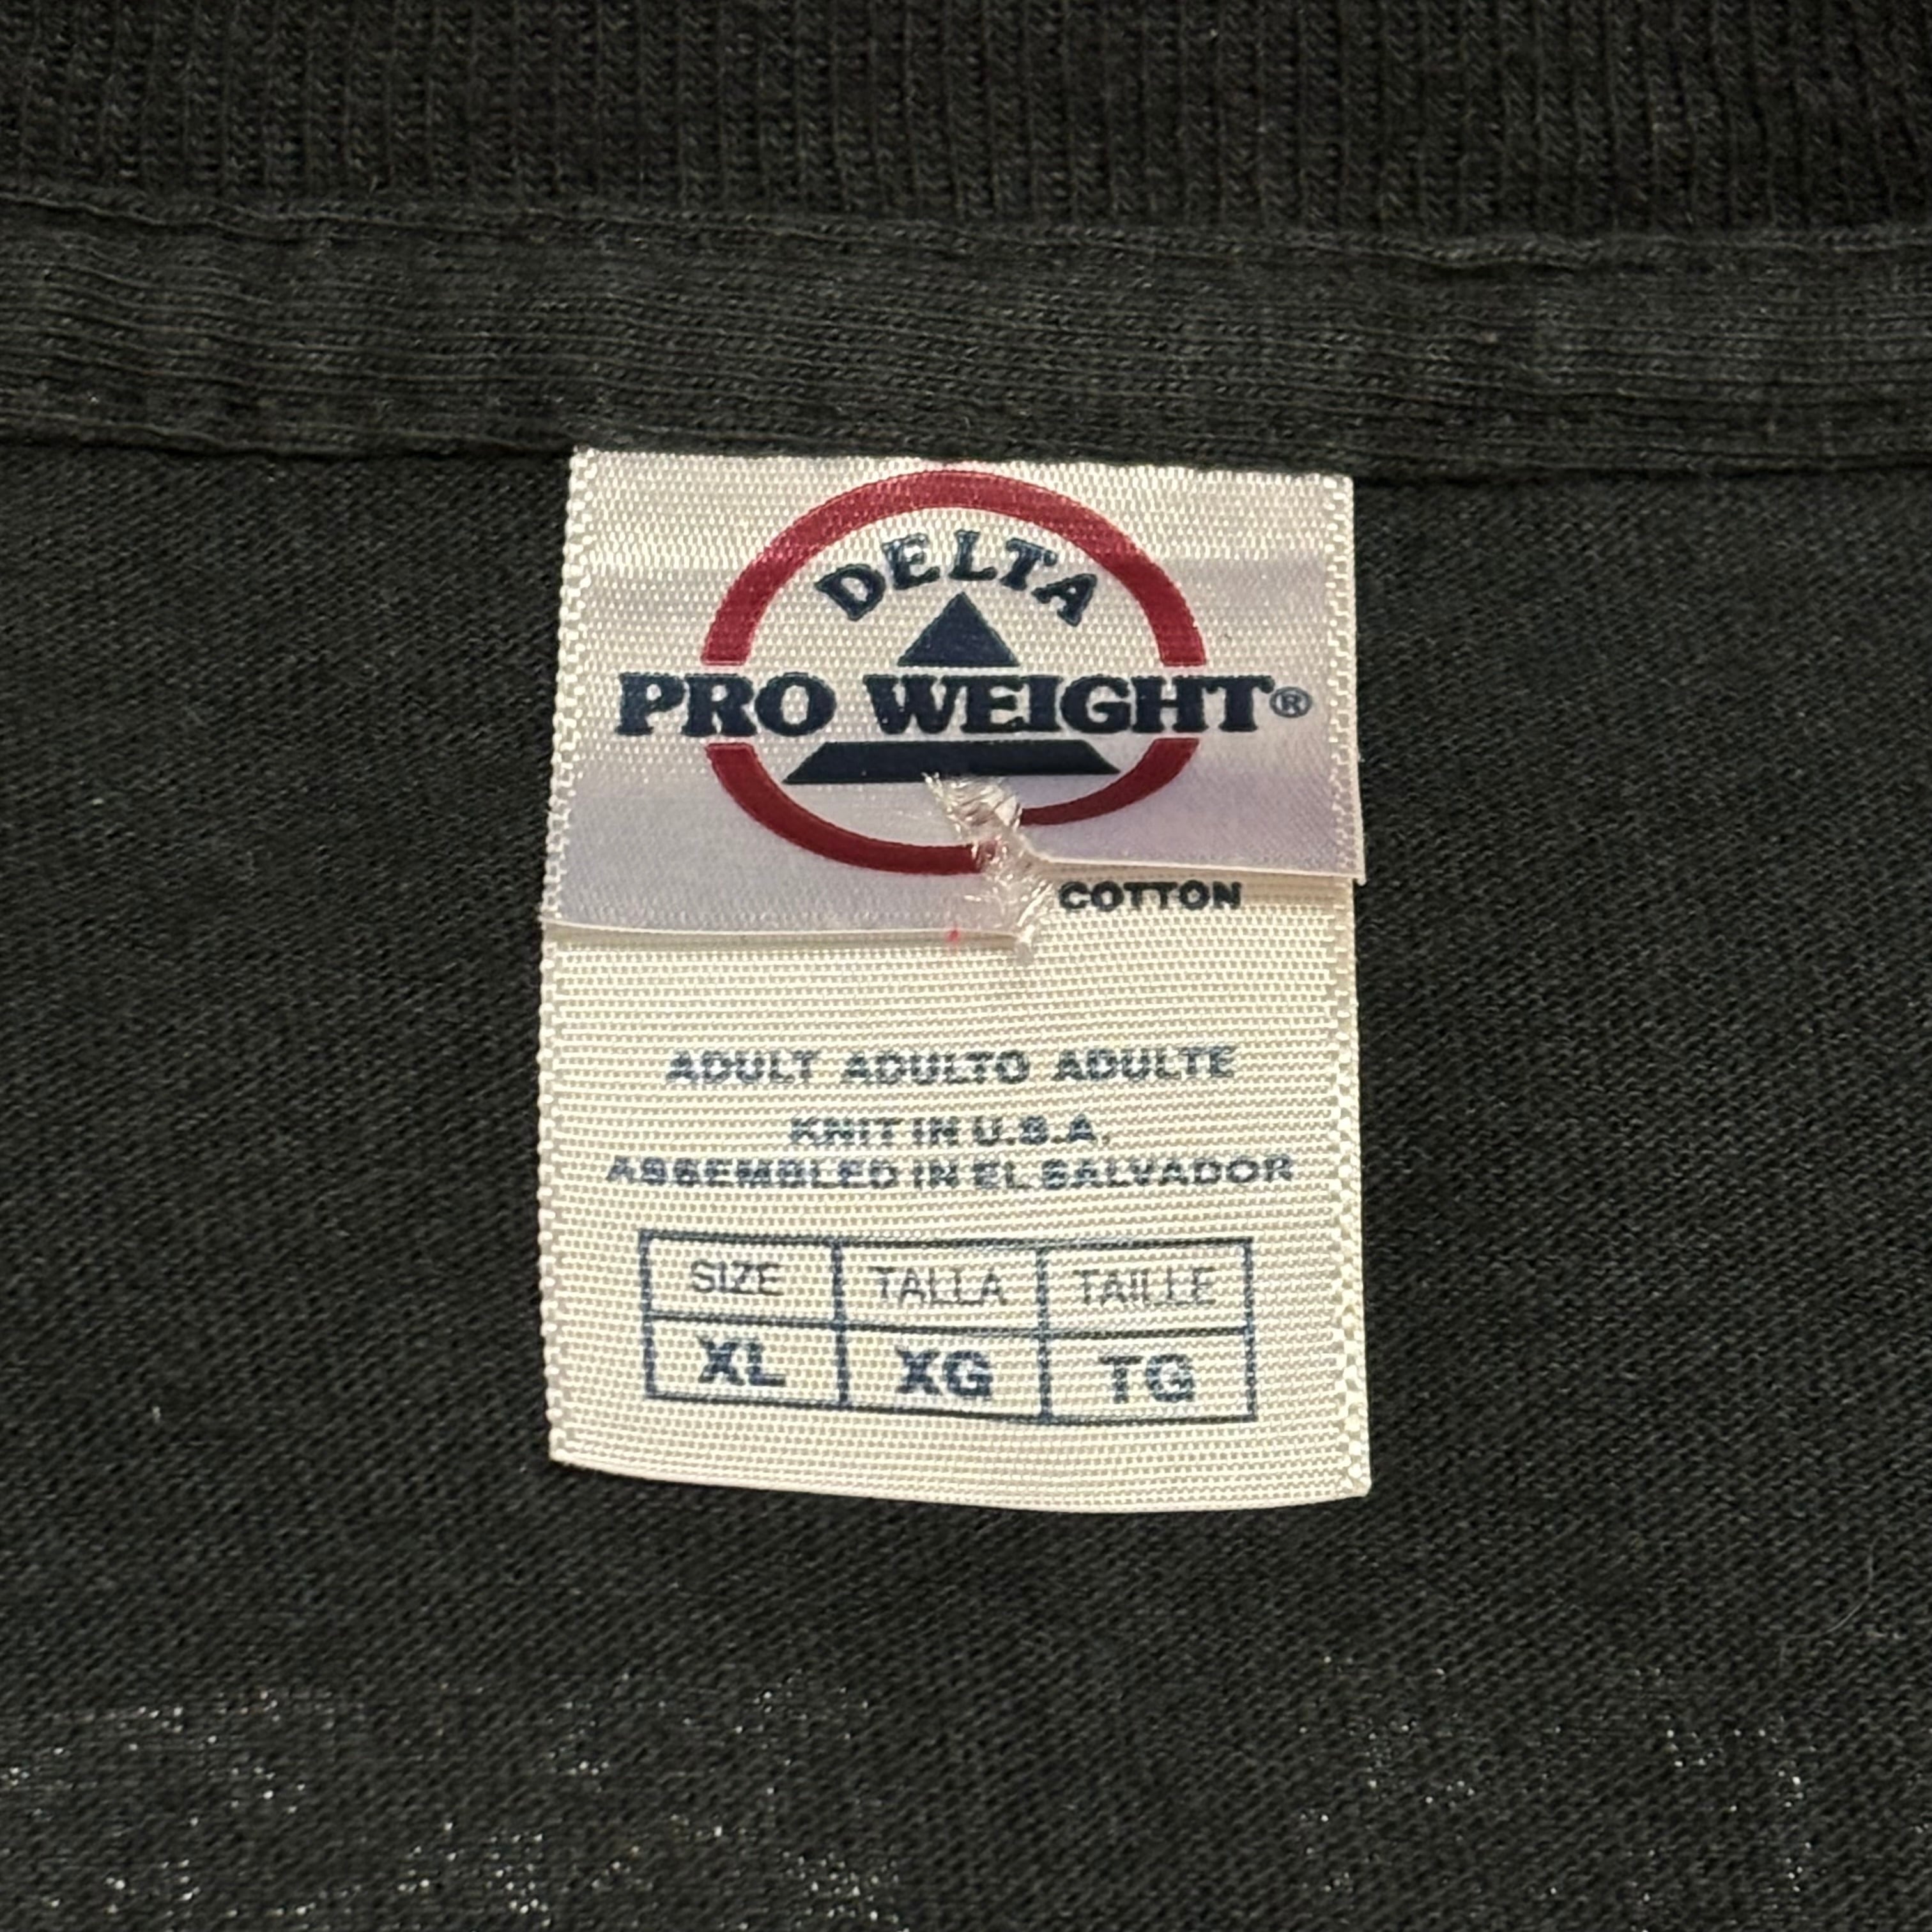 DELTA
PRO WEIGHT®
COTTON
ADULT ADULTO ADULTE
KNIT IN U.S.A.
ASSEMBLED IN EL SALVADOR
SIZE TALLA TAILLE
XL XG TG